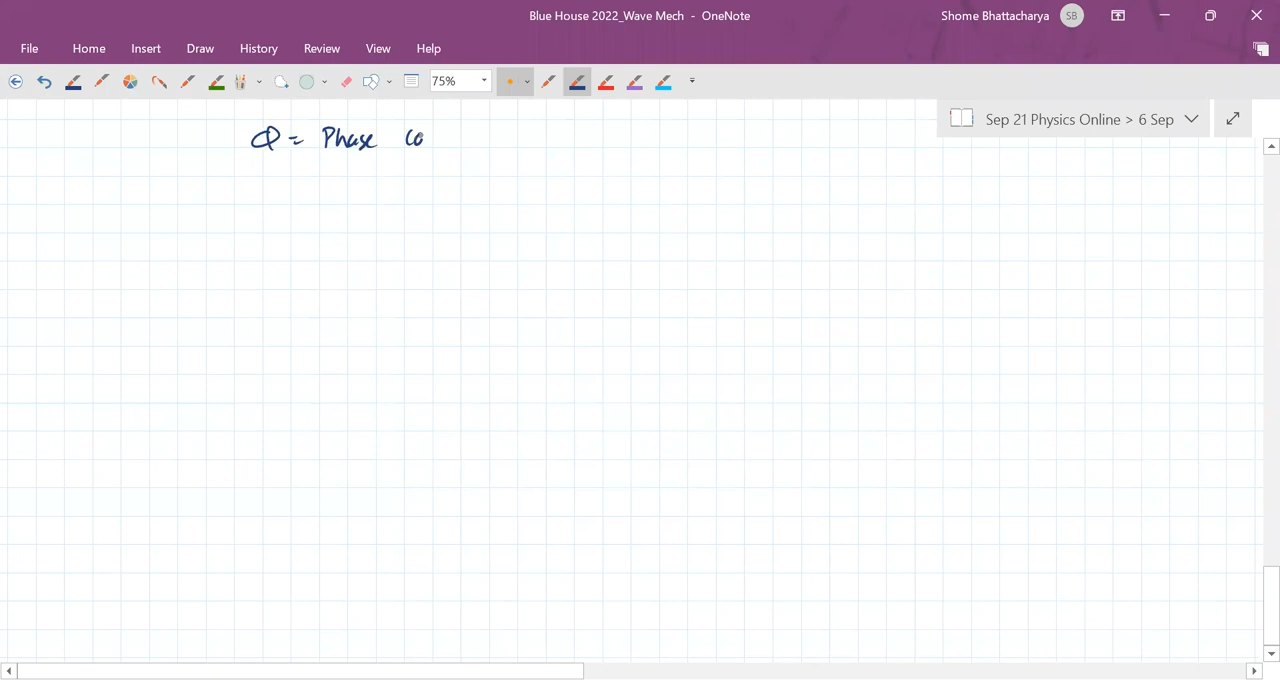 Blue House 2022_Wave Mech - OneNote
Shome Bhattacharya SB
File Home Insert Draw History Review View Help
75%
Sep 21 Physics Online > 6 Sep
Φ = Phase co